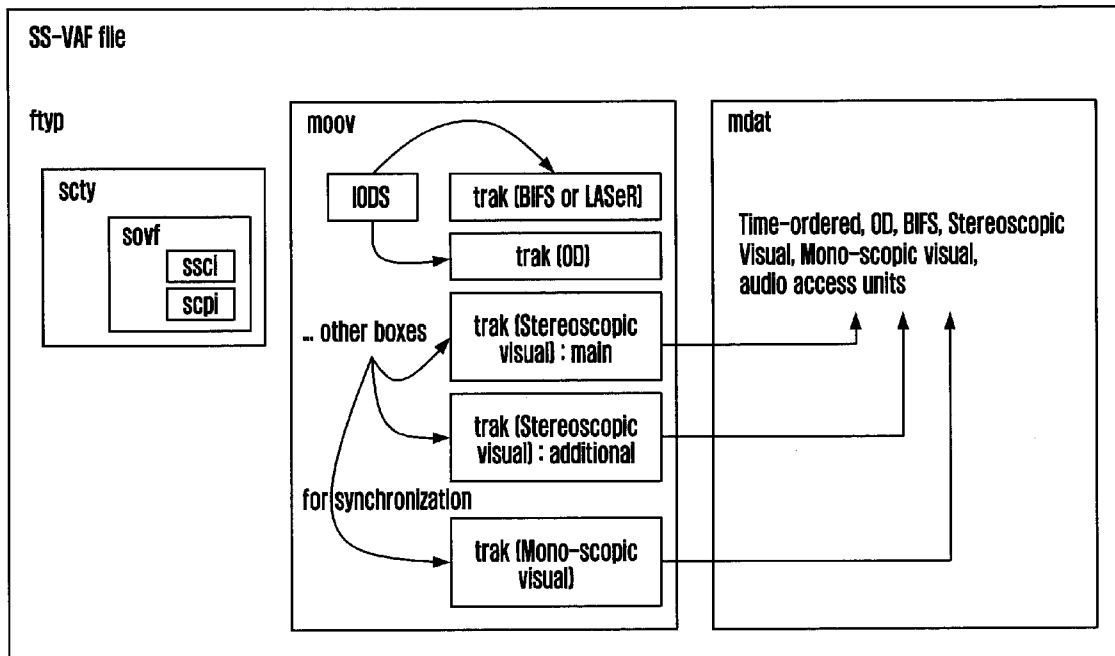 SS-VAF file
ftyp
scty
sovf
ssci
scpi
moov
IODS
trak (BIFS or LASeR)
trak (OD)
... other boxes
trak (Stereoscopic
visual) : main
trak (Stereoscopic
visual) : additional
for synchronization
trak (Mono-scopic
visual)
mdat
Time-ordered, OD, BIFS, Stereoscopic
Visual, Mono-scopic visual,
audio access units